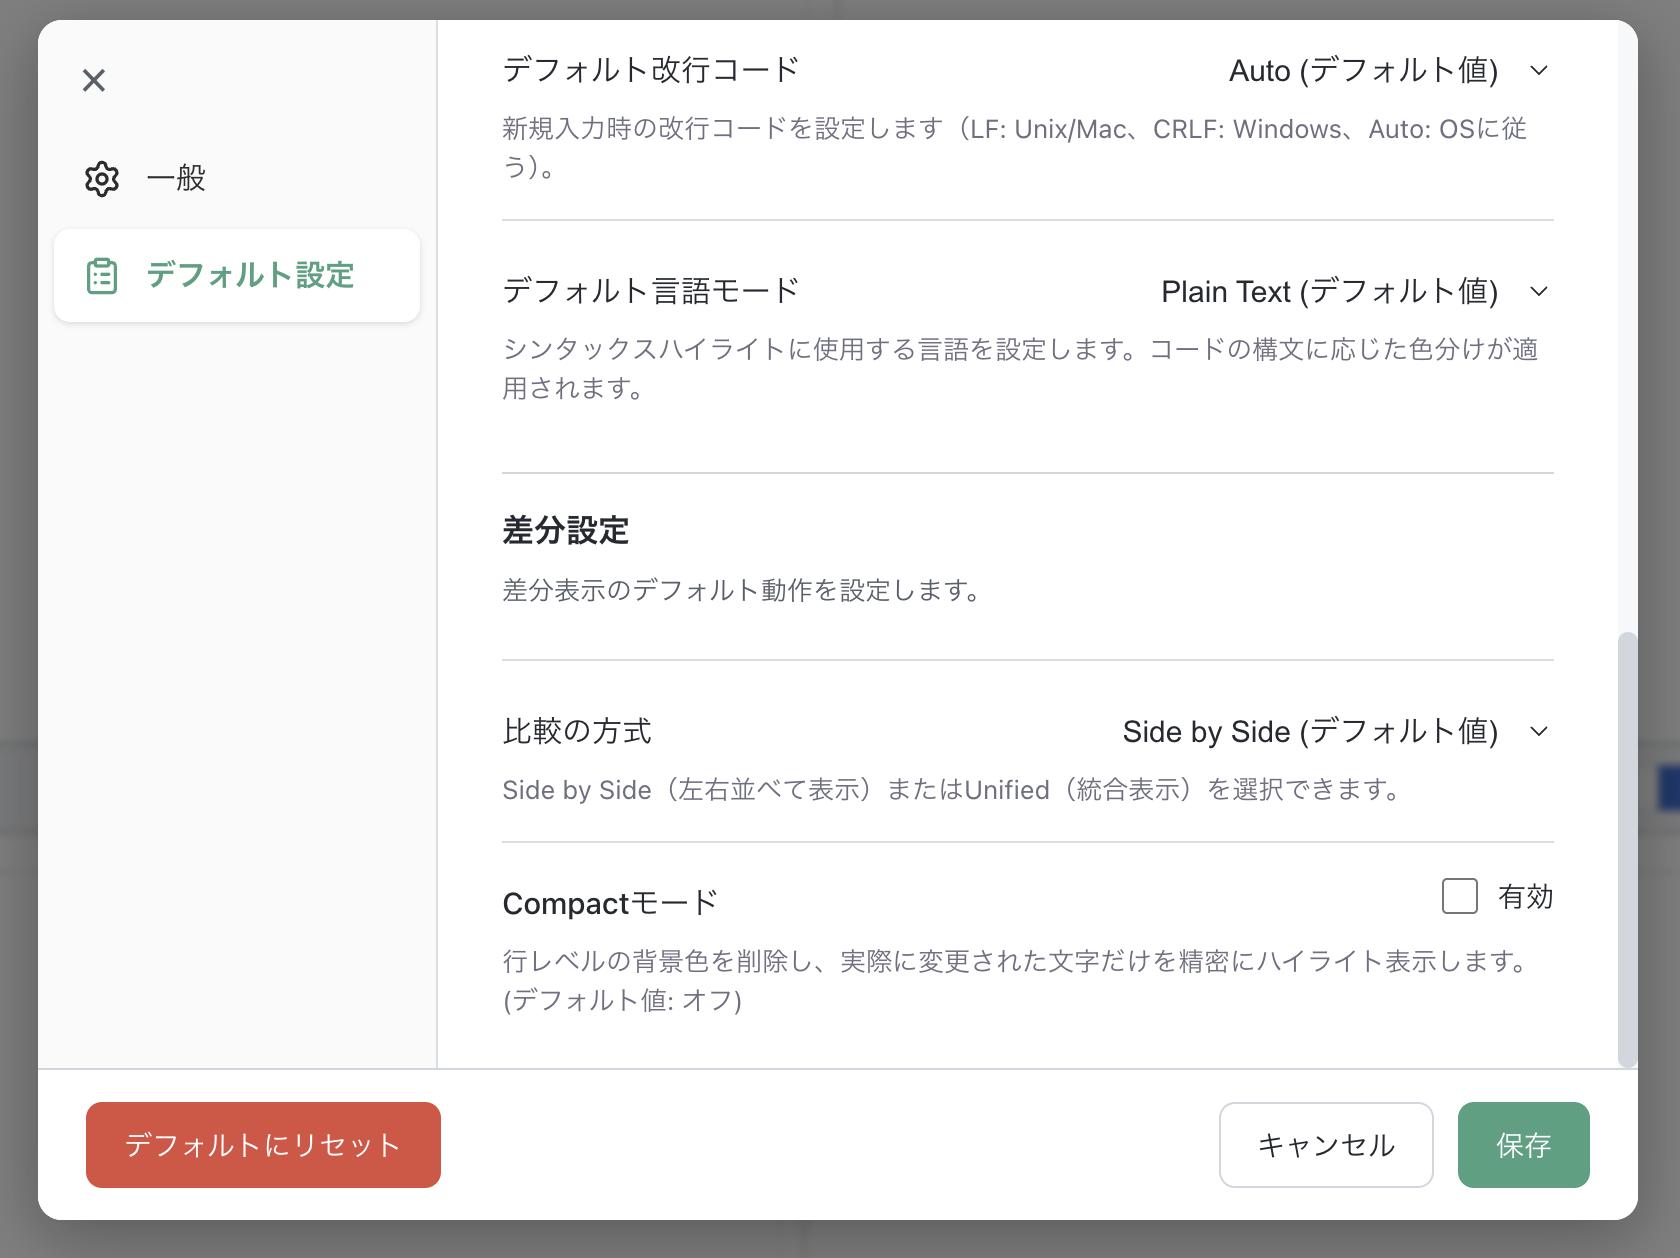 一般
デフォルト設定
デフォルト改行コード
Auto (デフォルト値)
新規入力時の改行コードを設定します（LF: Unix/Mac、CRLF: Windows、Auto: OSに従
う）。
デフォルト言語モード
Plain Text (デフォルト値)
シンタックスハイライトに使用する言語を設定します。コードの構文に応じた色分けが適
用されます。
差分設定
差分表示のデフォルト動作を設定します。
比較の方式
Side by Side (デフォルト値)
Side by Side（左右並べて表示）またはUnified（統合表示）を選択できます。
Compactモード
有効
行レベルの背景色を削除し、実際に変更された文字だけを精密にハイライト表示します。
(デフォルト値: オフ)
デフォルトにリセット
キャンセル
保存